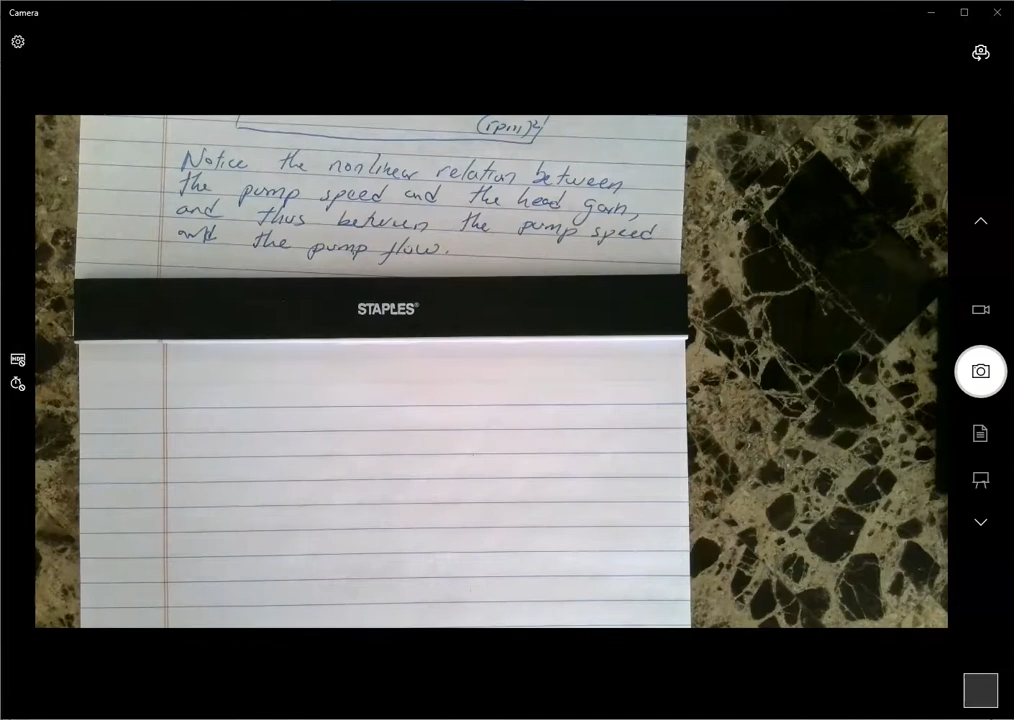 Camera
(rpm)²
Notice the nonlinear relation between
the pump speed and the head gain,
and thus between the pump speed
and the pump flow.
STAPLES®